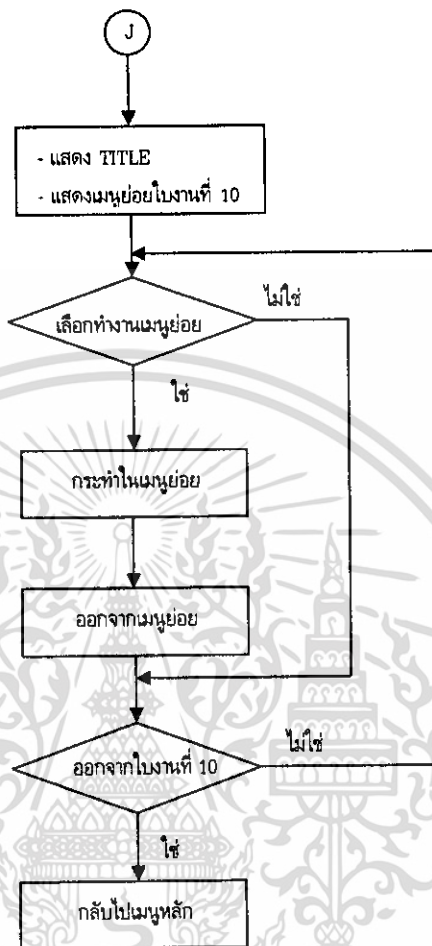 J
- แสดง TITLE
- แสดงเมนูย่อยใบงานที่ 10
เลือกทำงานเมนูย่อย
ไม่ใช่
ใช่
กระทำในเมนูย่อย
ออกจากเมนูย่อย
ออกจากใบงานที่ 10
ไม่ใช่
ใช่
กลับไปเมนูหลัก